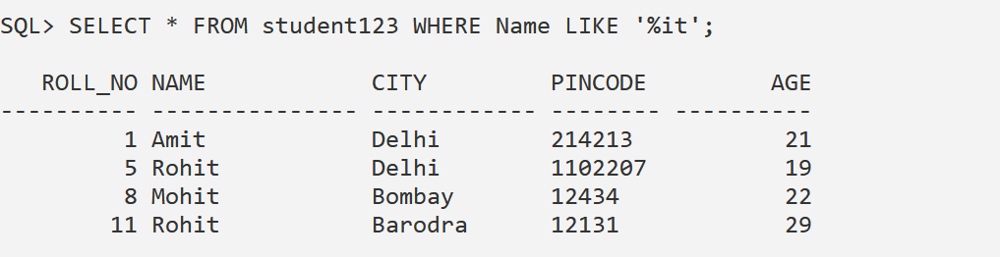 SQL> SELECT * FROM student123 WHERE Name LIKE '%it';
ROLL_NO NAME            CITY         PINCODE         AGE
---------- --------------- ------------ -------- ----------
1 Amit            Delhi        214213           21
5 Rohit           Delhi        1102207          19
8 Mohit           Bombay       12434            22
11 Rohit           Barodra      12131            29